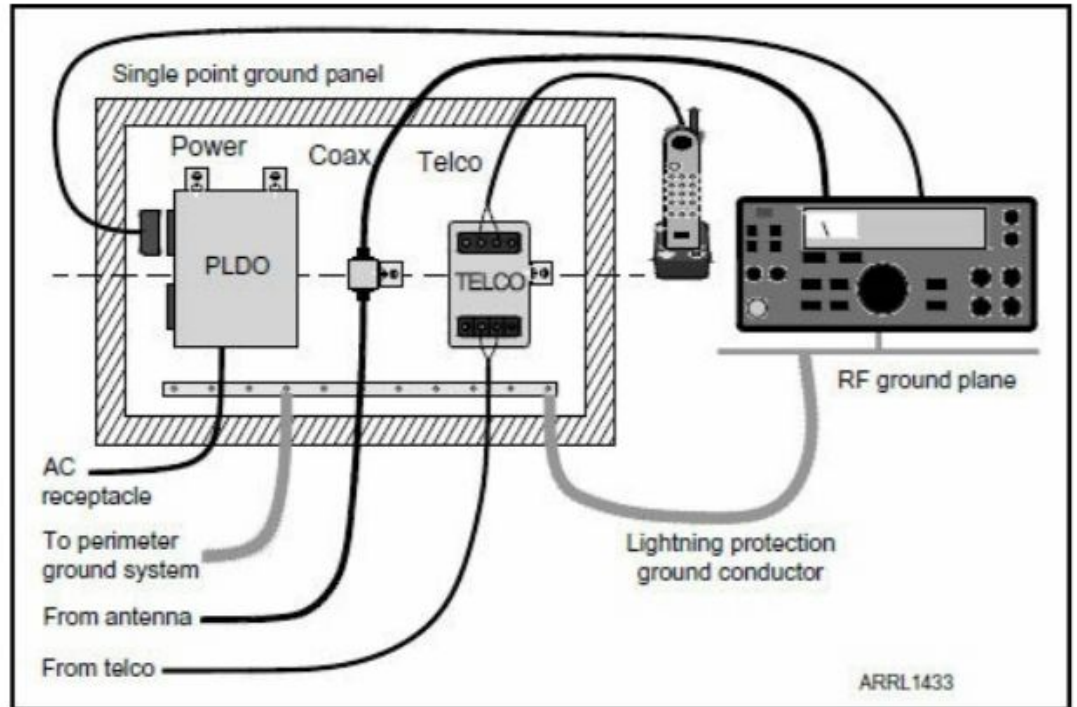 Single point ground panel
Power
Coax
Telco
PLDO
TELCO
RF ground plane
AC
receptacle
To perimeter
ground system
Lightning protection
ground conductor
From antenna
From telco
ARRL1433